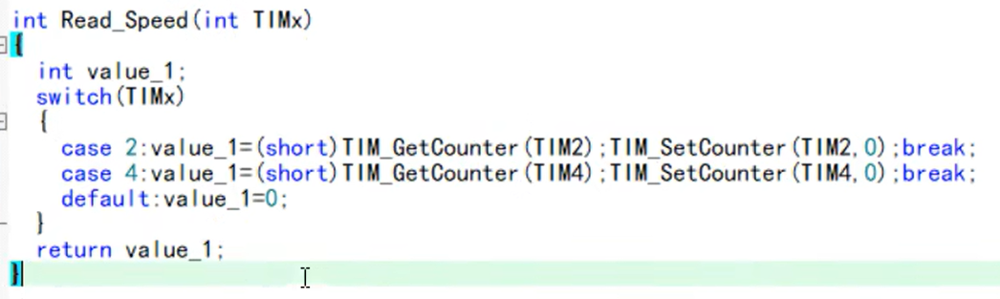 int Read_Speed(int TIMx)
{
int value_1;
switch(TIMx)
{
case 2:value_1=(short)TIM_GetCounter(TIM2);TIM_SetCounter(TIM2,0);break;
case 4:value_1=(short)TIM_GetCounter(TIM4);TIM_SetCounter(TIM4,0);break;
default:value_1=0;
}
return value_1;
}